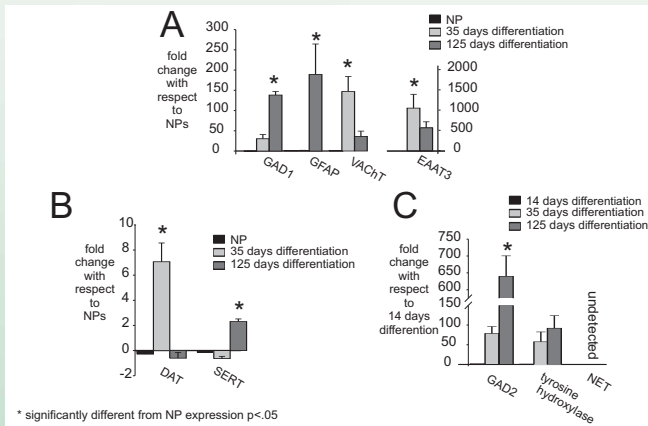 A
NP
35 days differentiation
125 days differentiation
fold
change
with
respect
to
NPs
300
250
200
150
100
50
0
2000
1500
1000
500
GAD1
GFAP
VAChT
EAAT3
* * * *
B
NP
35 days differentiation
125 days differentiation
fold
change
with
respect
to
NPs
10
8
6
4
2
0
-2
DAT
SERT
* *
C
14 days differentiation
35 days differentiation
125 days differentiation
fold
change
with
respect
to
14 days
differention
750
700
650
600
150
100
50
0
*
undetected
GAD2
tyrosine
hydroxylase
NET
* significantly different from NP expression p<.05